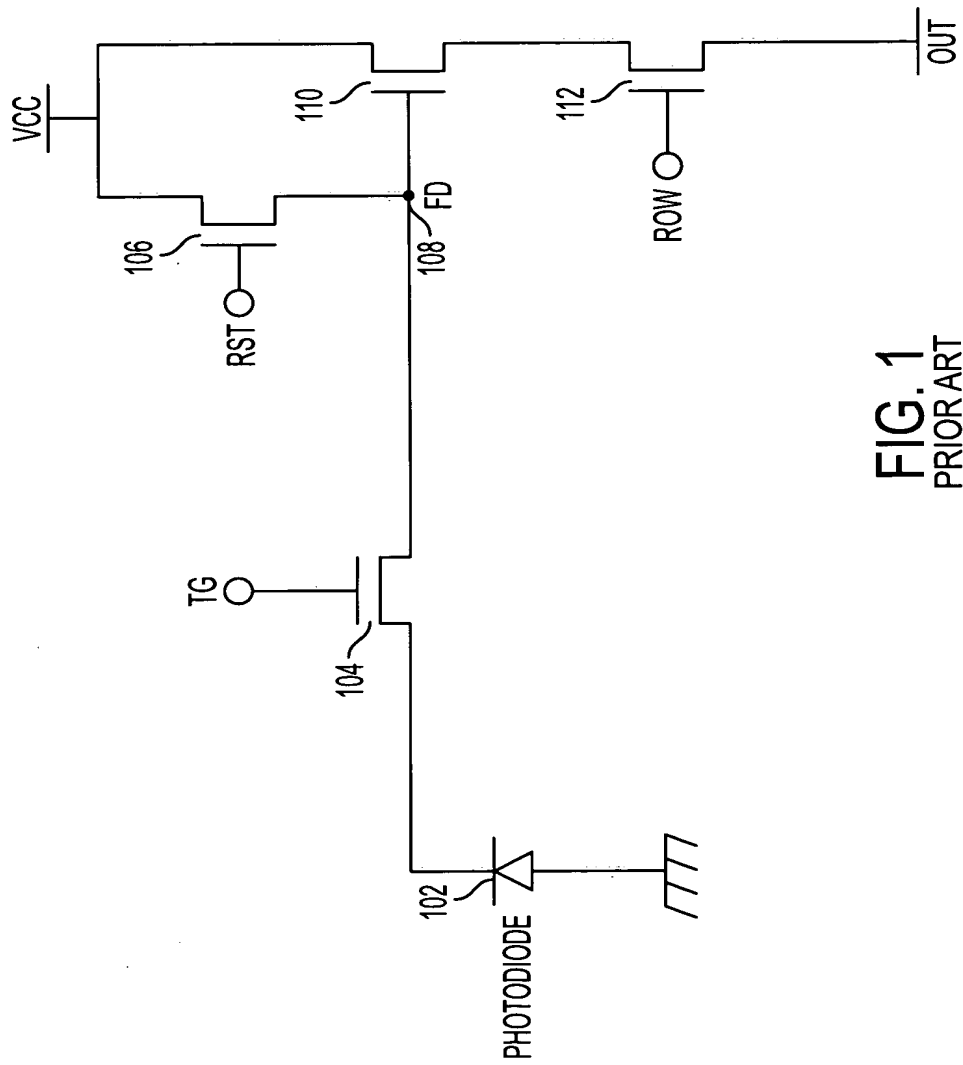 VCC
106
RST
110
FD
108
112
ROW
OUT
TG
104
102
PHOTODIODE
FIG. 1
PRIOR ART